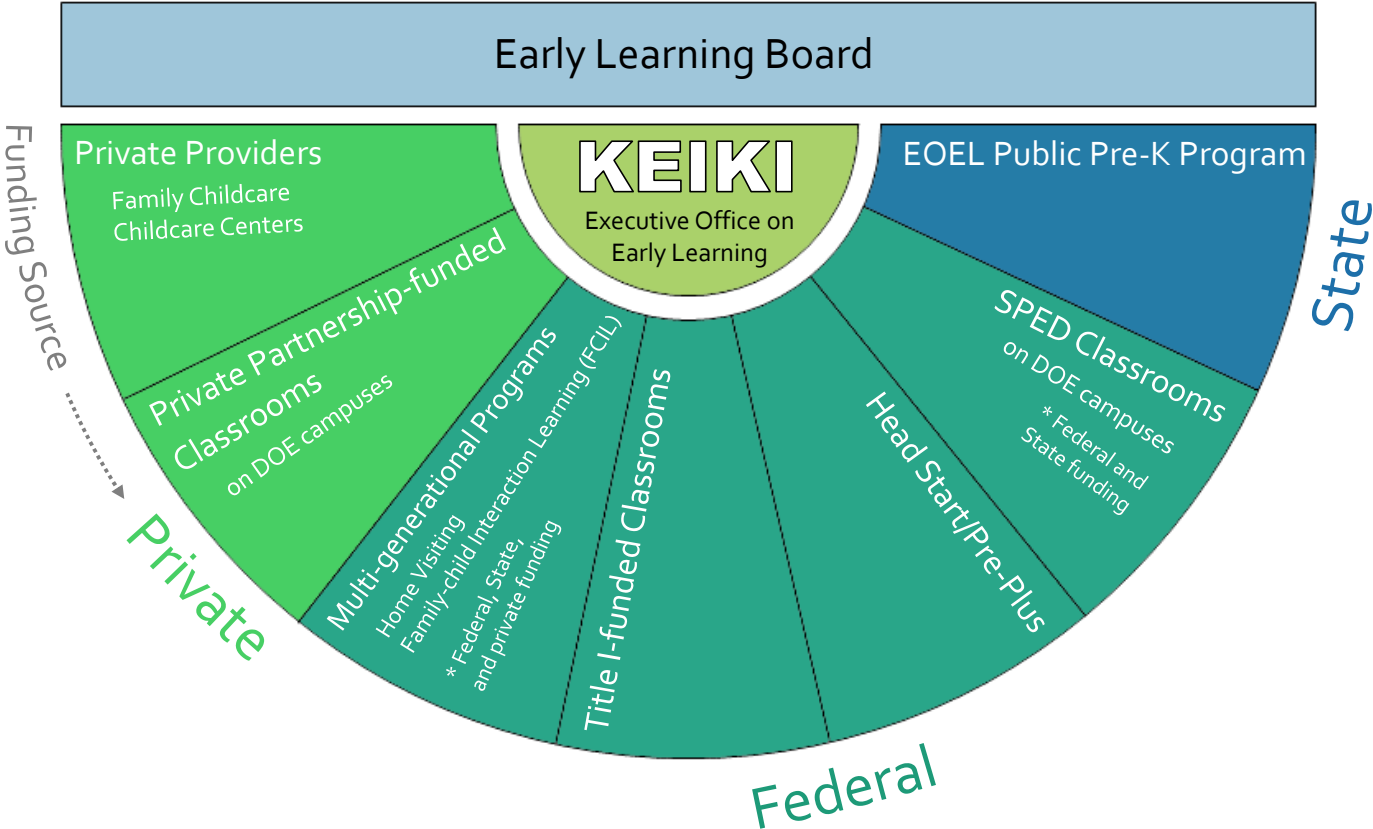 Early Learning Board
Funding Source
Private Providers
Family Childcare
Childcare Centers
KEIKI
Executive Office on
Early Learning
EOEL Public Pre-K Program
State
Private Partnership-funded
Classrooms
on DOE campuses
Private
Multi-generational Programs
Home Visiting
Family-child Interaction Learning (FCIL)
* Federal, State,
and private funding
Title I-funded Classrooms
Head Start/Pre-Plus
SPED Classrooms
on DOE campuses
* Federal and
State funding
Federal